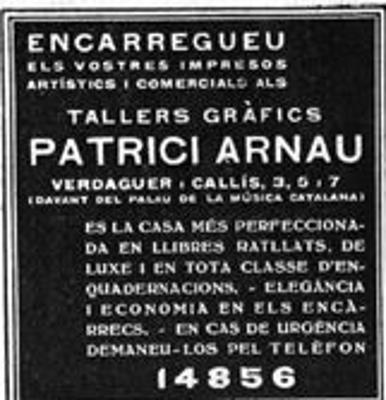 ENCARREGUEU
ELS VOSTRES IMPRESOS
ARTÍSTICS I COMERCIALS ALS
TALLERS GRÀFICS
PATRICI ARNAU
VERDAGUER I CALLÍS, 3, 5 I 7
(DAVANT DEL PALAU DE LA MÚSICA CATALANA)
ÉS LA CASA MÉS PERFECCIONA-
DA EN LLIBRES RATLLATS, DE
LUXE I EN TOTA CLASSE D'EN-
QUADERNACIONS, - ELEGÀNCIA
I ECONOMIA EN ELS ENCÀ-
RRECS, - EN CAS DE URGÈNCIA
DEMANEU-LOS PEL TELÈFON
14856